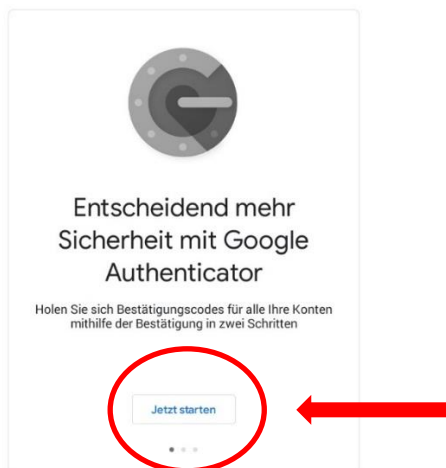 Entscheidend mehr
Sicherheit mit Google
Authenticator
Holen Sie sich Bestätigungscodes für alle Ihre Konten
mithilfe der Bestätigung in zwei Schritten
Jetzt starten